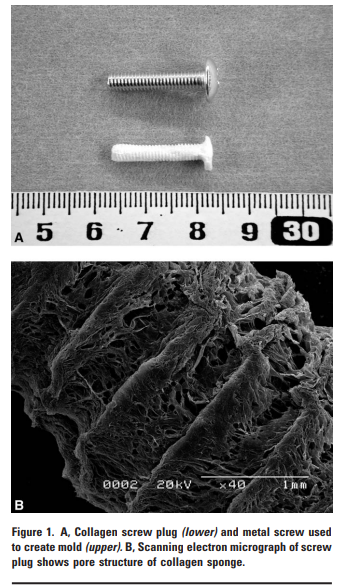 A 5 6 7 8 9 30
0002 20kV x40 1mm
B
Figure 1. A, Collagen screw plug (lower) and metal screw used
to create mold (upper). B, Scanning electron micrograph of screw
plug shows pore structure of collagen sponge.